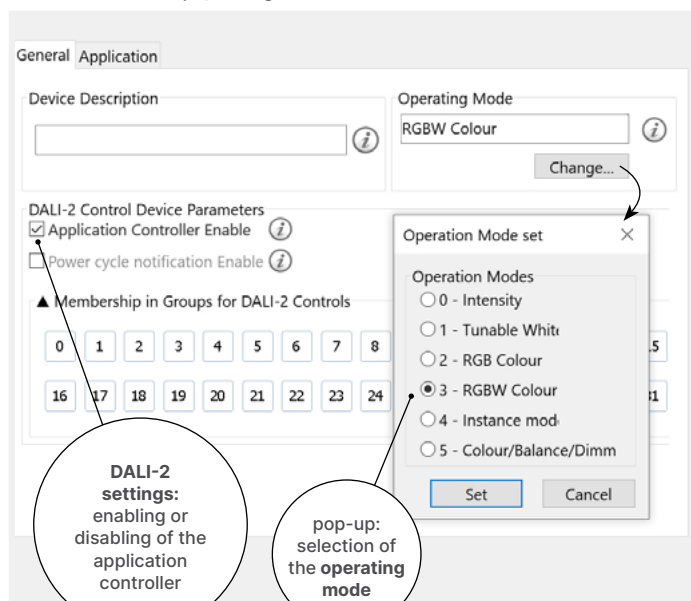 General Application
Device Description
Operating Mode
RGBW Colour
Change...
DALI-2 Control Device Parameters
Application Controller Enable
Power cycle notification Enable
▲ Membership in Groups for DALI-2 Controls
0 1 2 3 4 5 6 7 8
16 17 18 19 20 21 22 23 24
Operation Mode set
Operation Modes
0 - Intensity
1 - Tunable White
2 - RGB Colour
3 - RGBW Colour
4 - Instance mod
5 - Colour/Balance/Dimm
Set Cancel
DALI-2
settings:
enabling or
disabling of the
application
controller
pop-up:
selection of
the operating
mode